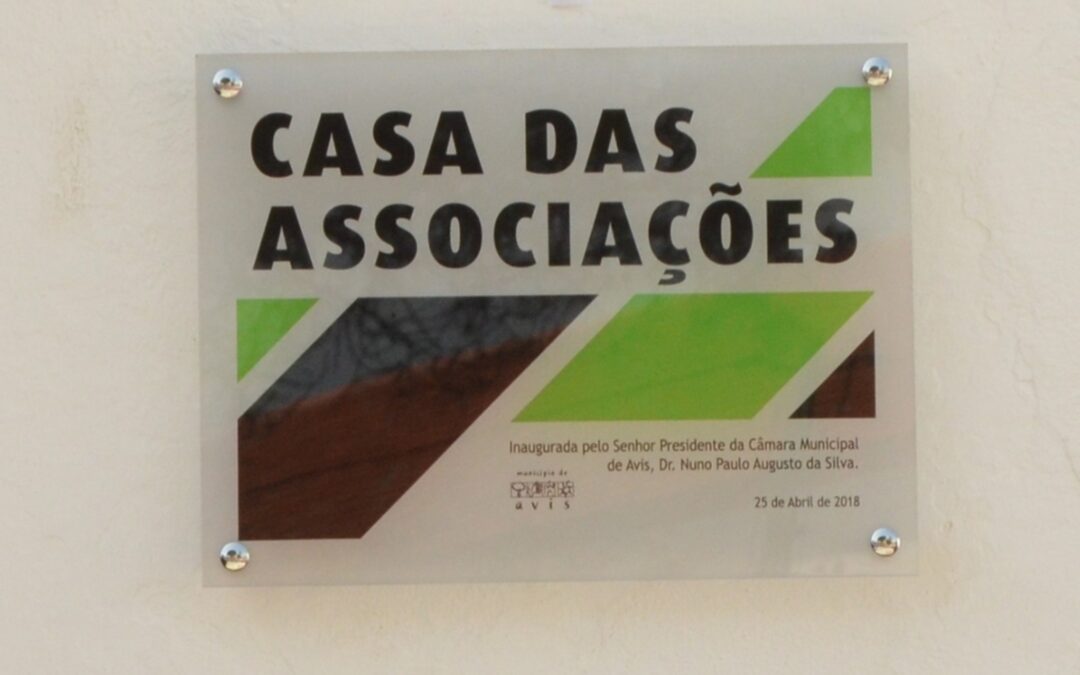 CASA DAS
ASSOCIAÇÕES
Inaugurada pelo Senhor Presidente da Câmara Municipal
de Avis, Dr. Nuno Paulo Augusto da Silva.
município de
avis
25 de Abril de 2018